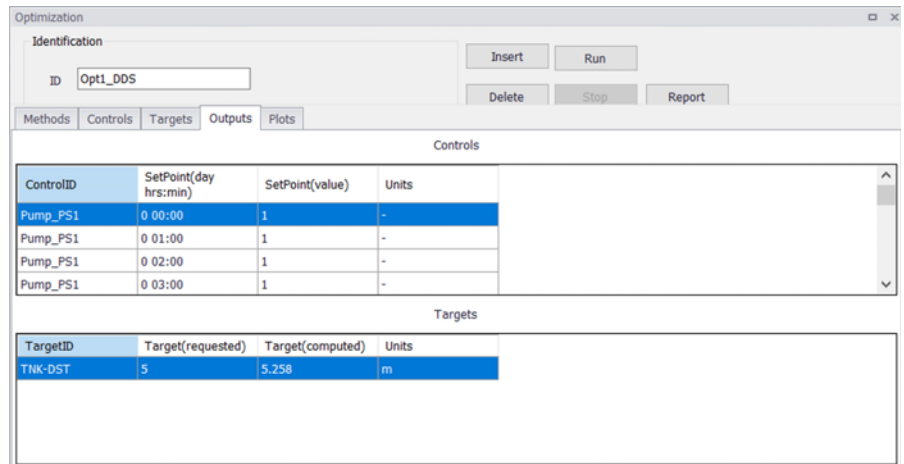 Optimization
Identification
ID Opt1_DDS
Insert Run
Delete Stop Report
Methods Controls Targets Outputs Plots
Controls
ControlID SetPoint(day hrs:min) SetPoint(value) Units
Pump_PS1 0 00:00 1 -
Pump_PS1 0 01:00 1 -
Pump_PS1 0 02:00 1 -
Pump_PS1 0 03:00 1 -
Targets
TargetID Target(requested) Target(computed) Units
TNK-DST 5 5.258 m